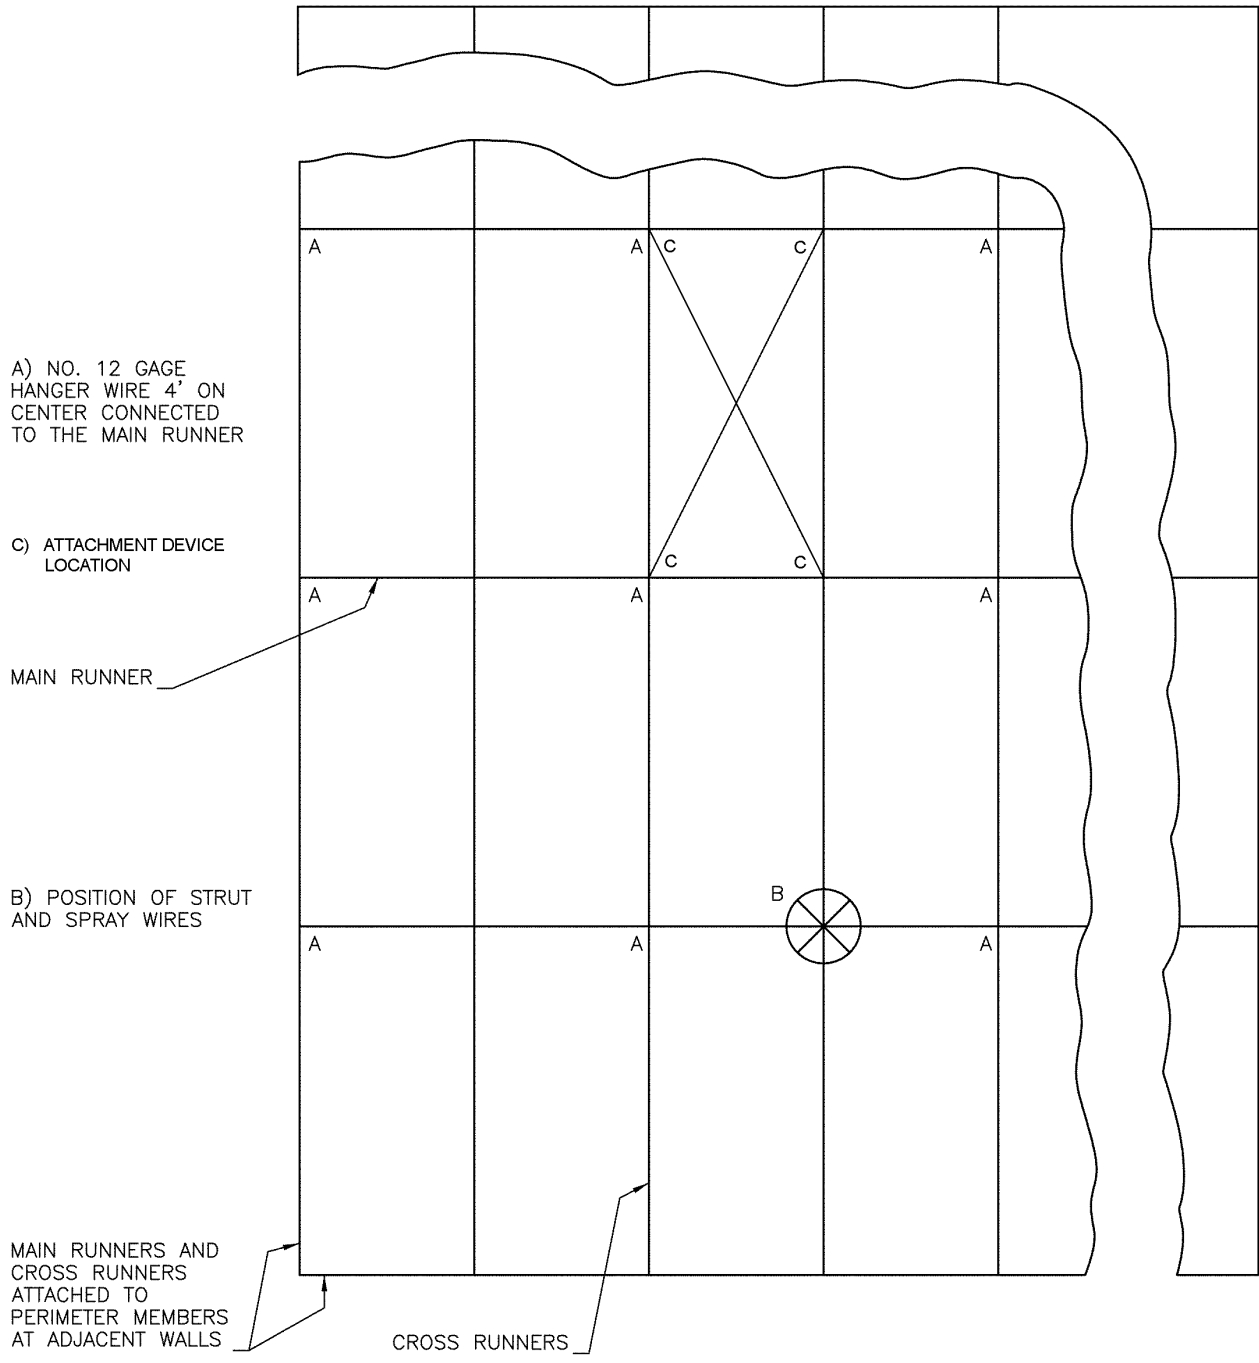 A
A
C
C
A
A) NO. 12 GAGE
HANGER WIRE 4' ON
CENTER CONNECTED
TO THE MAIN RUNNER
C) ATTACHMENT DEVICE
LOCATION
C
C
A
A
A
MAIN RUNNER
B) POSITION OF STRUT
AND SPRAY WIRES
B
A
A
A
MAIN RUNNERS AND
CROSS RUNNERS
ATTACHED TO
PERIMETER MEMBERS
AT ADJACENT WALLS
CROSS RUNNERS